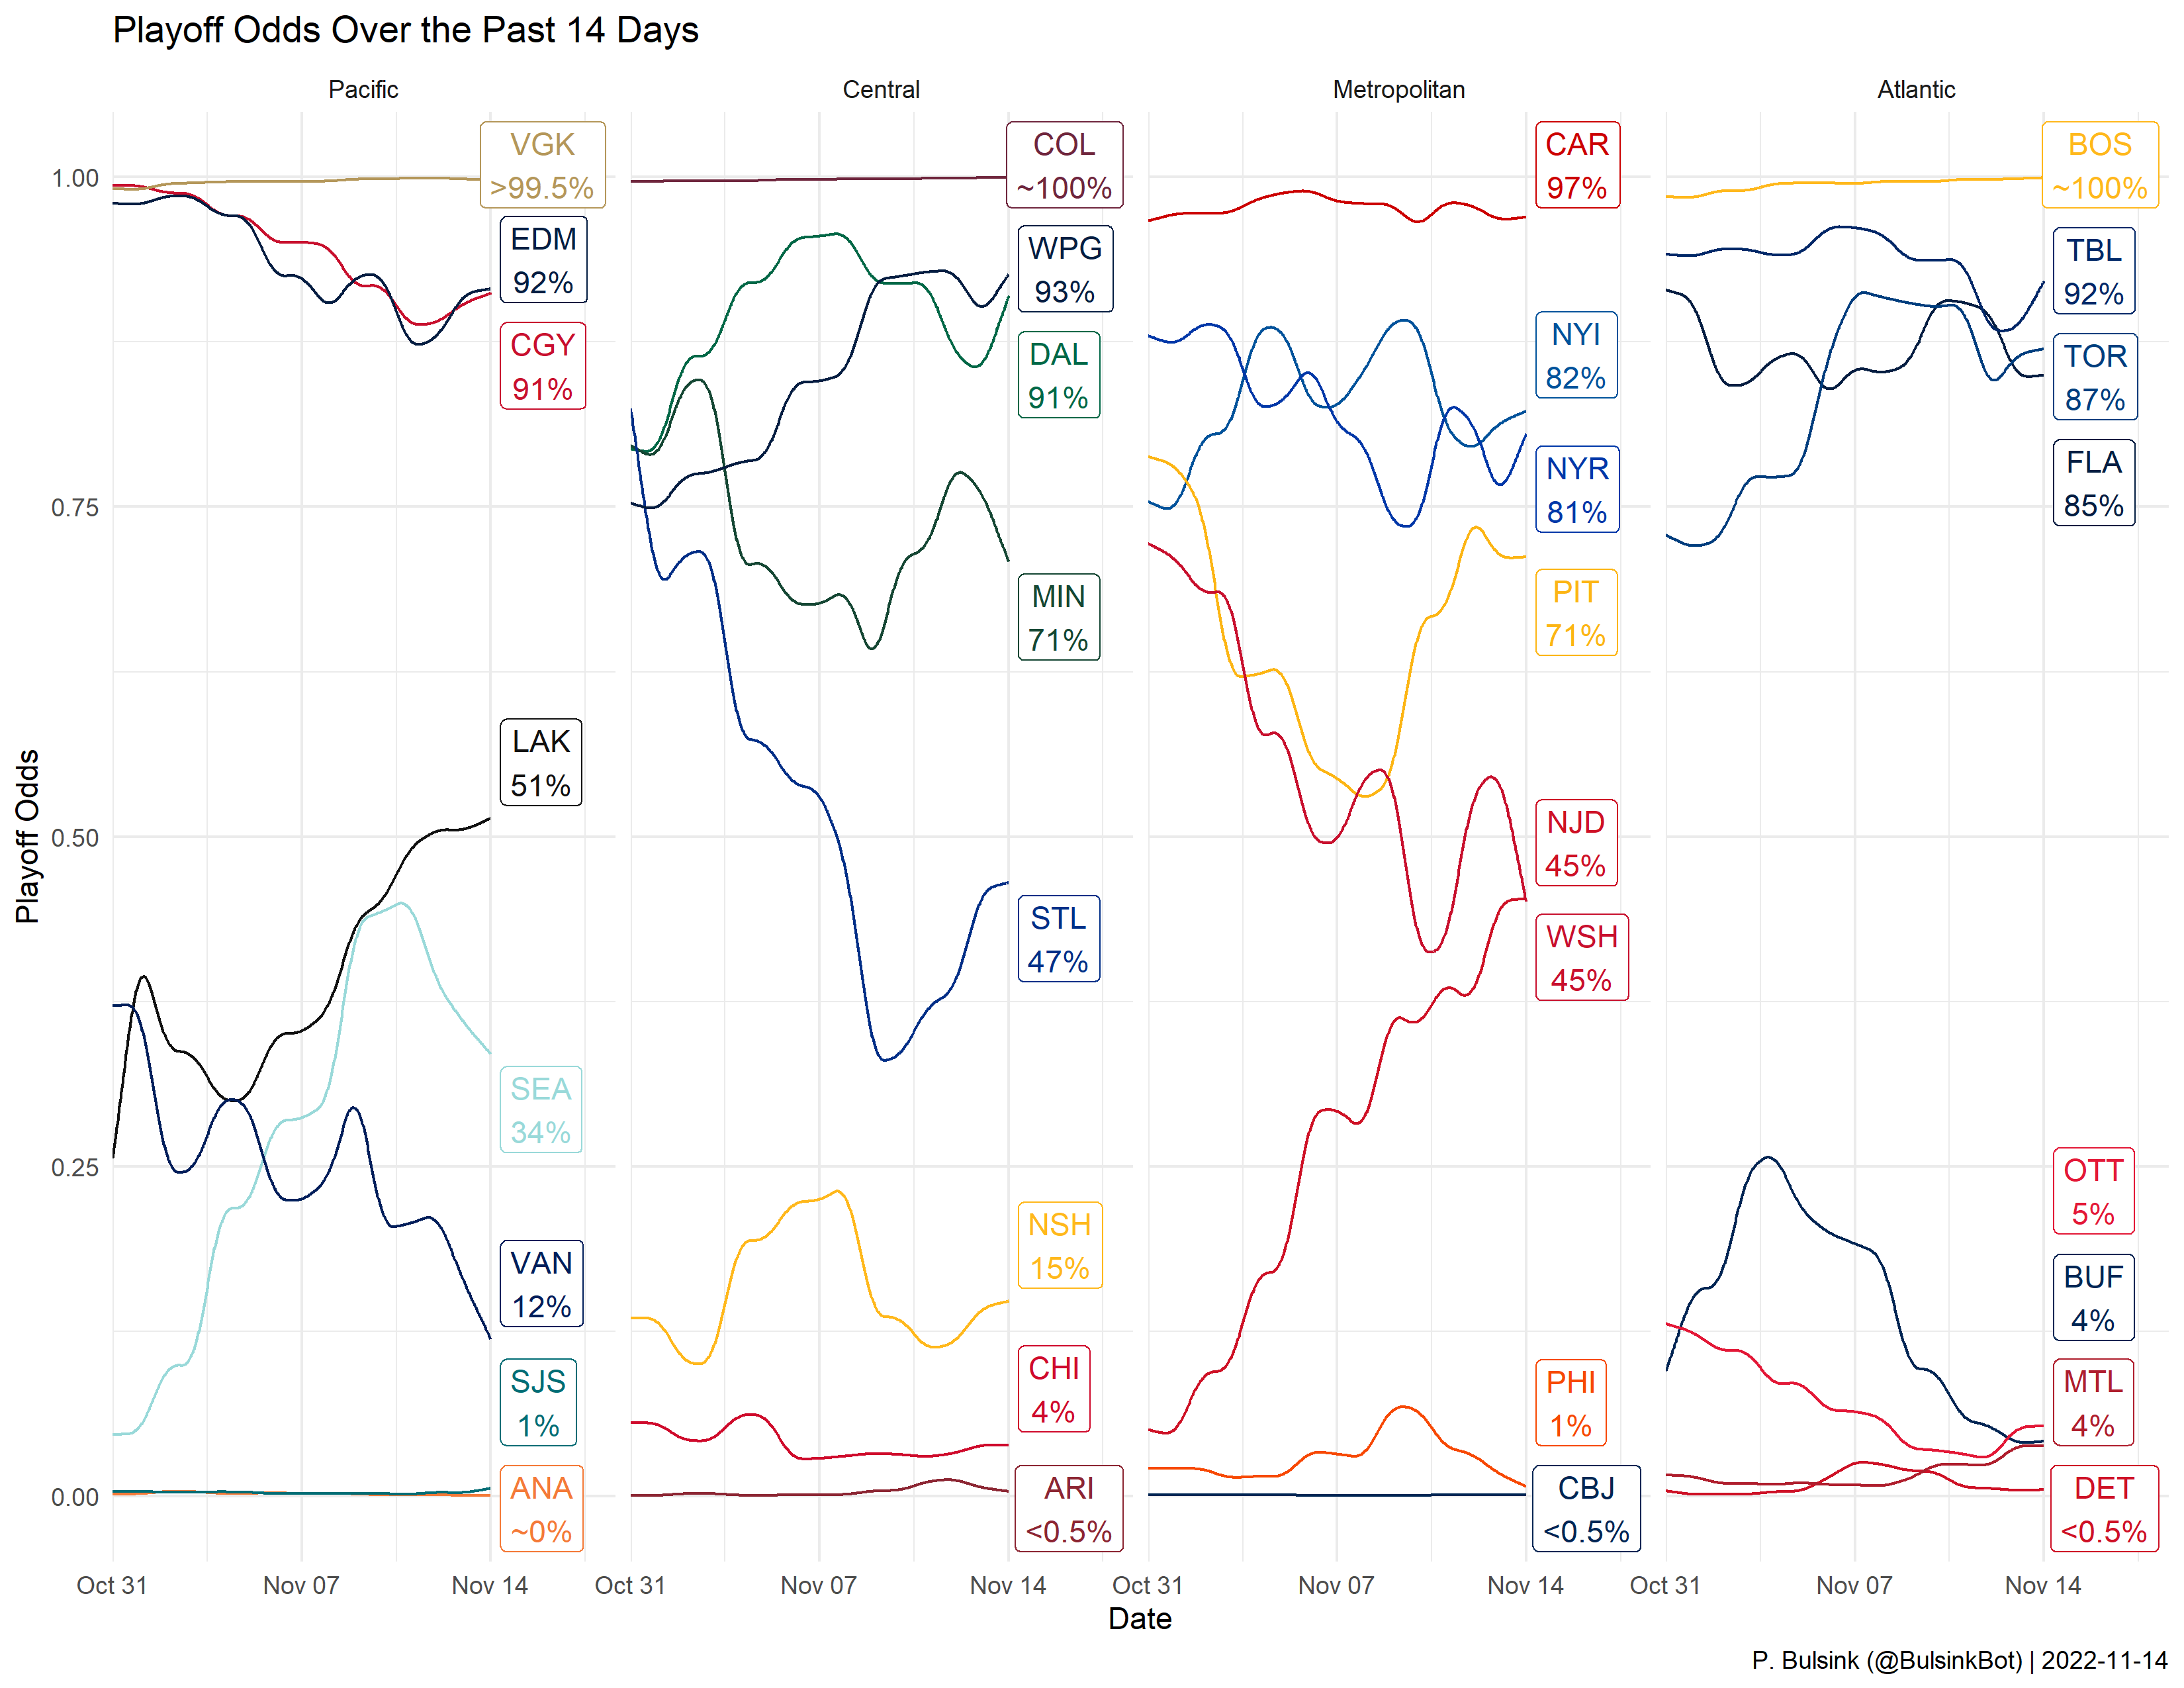 Playoff Odds Over the Past 14 Days
Pacific
Central
Metropolitan
Atlantic
Playoff Odds
1.00
0.75
0.50
0.25
0.00
VGK
>99.5%
EDM
92%
CGY
91%
LAK
51%
SEA
34%
VAN
12%
SJS
1%
ANA
~0%
COL
~100%
WPG
93%
DAL
91%
MIN
71%
STL
47%
NSH
15%
CHI
4%
ARI
<0.5%
CAR
97%
NYI
82%
NYR
81%
PIT
71%
NJD
45%
WSH
45%
PHI
1%
CBJ
<0.5%
BOS
~100%
TBL
92%
TOR
87%
FLA
85%
OTT
5%
BUF
4%
MTL
4%
DET
<0.5%
Oct 31
Nov 07
Nov 14
Oct 31
Nov 07
Nov 14
Oct 31
Nov 07
Nov 14
Oct 31
Nov 07
Nov 14
Date
P. Bulsink (@BulsinkBot) | 2022-11-14